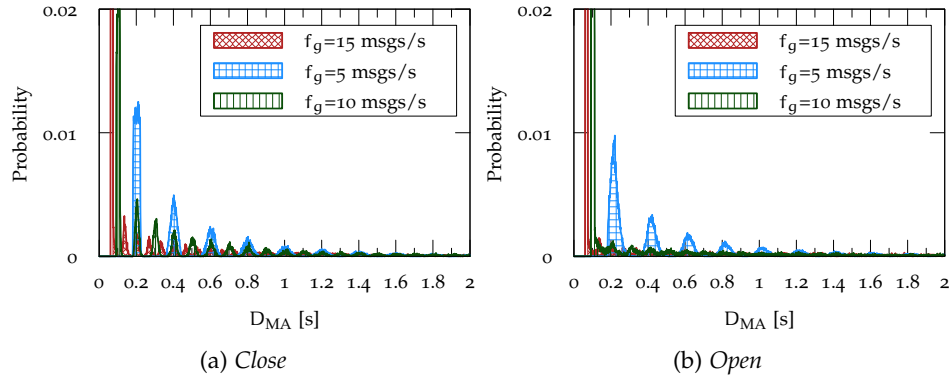 0.02
0.01
0
Probability
f_g=15 msgs/s
f_g=5 msgs/s
f_g=10 msgs/s
0 0.2 0.4 0.6 0.8 1 1.2 1.4 1.6 1.8 2
D_MA [s]
(a) Close
0.02
0.01
0
Probability
f_g=15 msgs/s
f_g=5 msgs/s
f_g=10 msgs/s
0 0.2 0.4 0.6 0.8 1 1.2 1.4 1.6 1.8 2
D_MA [s]
(b) Open